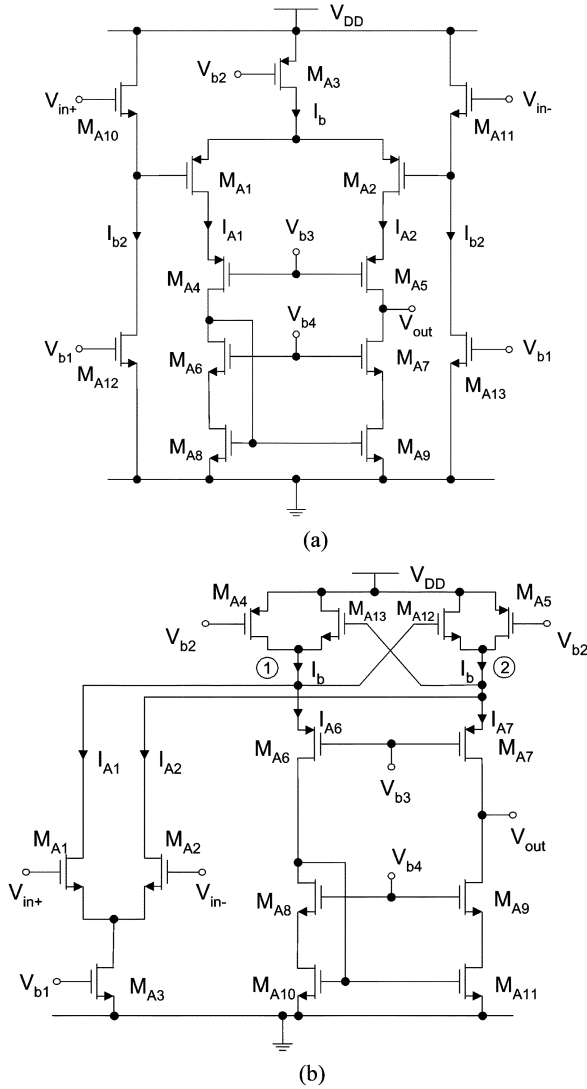 V_DD
V_b2 M_A3
V_in+ V_in-
M_A10 I_b M_A11
M_A1 M_A2
I_b2 I_A1 V_b3 I_A2 I_b2
M_A4 M_A5
V_b4 V_out
V_b1 M_A6 M_A7 V_b1
M_A12 M_A13
M_A8 M_A9
(a)
M_A4 V_DD M_A5
M_A13 M_A12
V_b2 V_b2
1 I_b I_b 2
I_A6 I_A7
I_A1 I_A2 M_A6 M_A7
V_b3
M_A1 M_A2 V_out
V_in+ V_in- V_b4
M_A8 M_A9
V_b1 M_A3 M_A10 M_A11
(b)